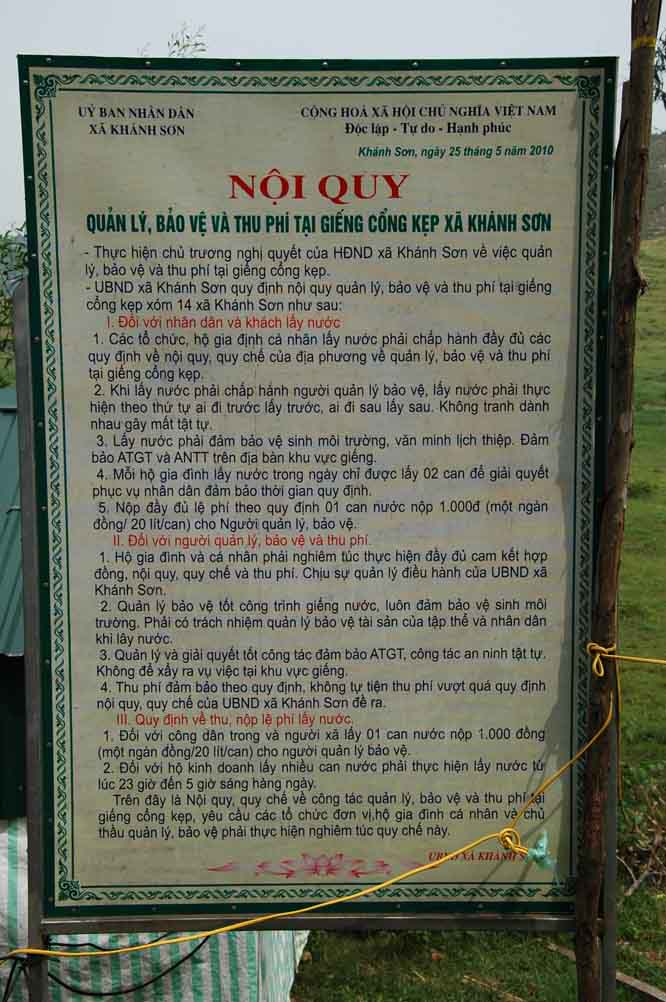 UỶ BAN NHÂN DÂN
XÃ KHÁNH SƠN
CỘNG HOÀ XÃ HỘI CHỦ NGHĨA VIỆT NAM
Độc lập - Tự do - Hạnh phúc
Khánh Sơn, ngày 25 tháng 5 năm 2010
NỘI QUY
QUẢN LÝ, BẢO VỆ VÀ THU PHÍ TẠI GIẾNG CỔNG KẸP XÃ KHÁNH SƠN
- Thực hiện chủ trương nghị quyết của HĐND xã Khánh Sơn về việc quản
lý, bảo vệ và thu phí tại giếng cổng kẹp.
- UBND xã Khánh Sơn quy định nội quy quản lý, bảo vệ và thu phí tại giếng
cổng kẹp xóm 14 xã Khánh Sơn như sau:
I. Đối với nhân dân và khách lấy nước
1. Các tổ chức, hộ gia định cá nhân lấy nước phải chấp hành đầy đủ các
quy định về nội quy, quy chế của địa phương về quản lý, bảo vệ và thu phí
tại giếng cổng kẹp.
2. Khi lấy nước phải chấp hành người quản lý bảo vệ, lấy nước phải thực
hiện theo thứ tự ai đi trước lấy trước, ai đi sau lấy sau. Không tranh dành
nhau gây mất tật tự.
3. Lấy nước phải đảm bảo vệ sinh môi trường, văn minh lịch thiệp. Đảm
bảo ATGT và ANTT trên địa bàn khu vực giếng.
4. Mỗi hộ gia đình lấy nước trong ngày chỉ được lấy 02 can để giải quyết
phục vụ nhân dân đảm bảo thời gian quy định.
5. Nộp đầy đủ lệ phí theo quy định 01 can nước nộp 1.000đ (một ngàn
đồng/ 20 lít/can) cho Người quản lý, bảo vệ.
II. Đối với người quản lý, bảo vệ và thu phí.
1. Hộ gia đình và cá nhân phải nghiêm túc thực hiện đầy đủ cam kết hợp
đồng, nội quy, quy chế và thu phí. Chịu sự quản lý điều hành của UBND xã
Khánh Sơn.
2. Quản lý bảo vệ tốt công trình giếng nước, luôn đảm bảo vệ sinh môi
trường. Phải có trách nhiệm quản lý bảo vệ tài sản của tập thể và nhân dân
khi lấy nước.
3. Quản lý và giải quyết tốt công tác đảm bảo ATGT, công tác an ninh tật tự.
Không để xẩy ra vụ việc tại khu vực giếng.
4. Thu phí đảm bảo theo quy định, không tự tiện thu phí vượt quá quy định
nội quy, quy chế của UBND xã Khánh Sơn đề ra.
III. Quy định về thu, nộp lệ phí lấy nước.
1. Đối với công dân trong và người xã lấy 01 can nước nộp 1.000 đồng
(một ngàn đồng/20 lít/can) cho người quản lý bảo vệ.
2. Đối với hộ kinh doanh lấy nhiều can nước phải thực hiện lấy nước từ
lúc 23 giờ đến 5 giờ sáng hàng ngày.
Trên đây là Nội quy, quy chế về công tác quản lý, bảo vệ và thu phí tại
giếng cổng kẹp, yêu cầu các tổ chức đơn vị,hộ gia đình cá nhân và chủ
thầu quản lý, bảo vệ phải thực hiện nghiêm túc quy chế này.
UBND XÃ KHÁNH